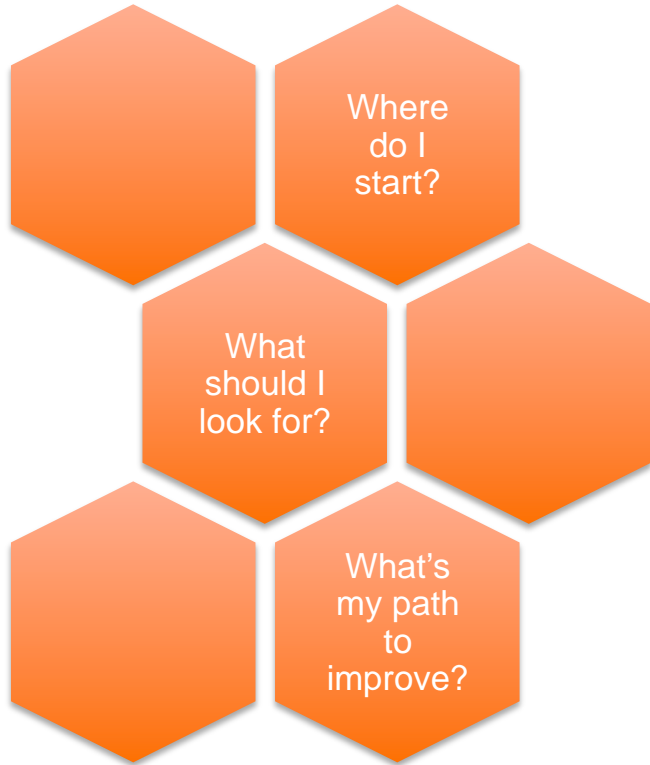 Where
do I
start?
What
should I
look for?
What’s
my path
to
improve?